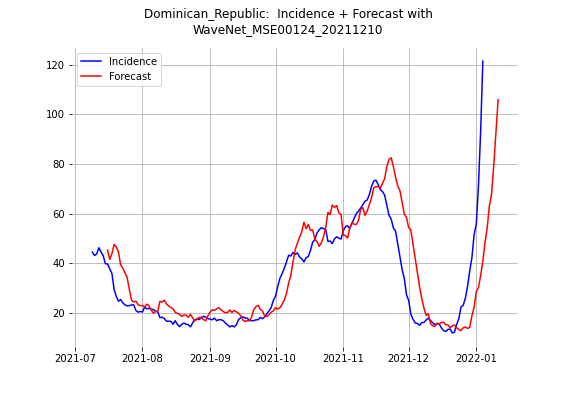 Dominican_Republic:  Incidence + Forecast with
WaveNet_MSE00124_20211210
Incidence
Forecast
120
100
80
60
40
20
2021-07 2021-08 2021-09 2021-10 2021-11 2021-12 2022-01